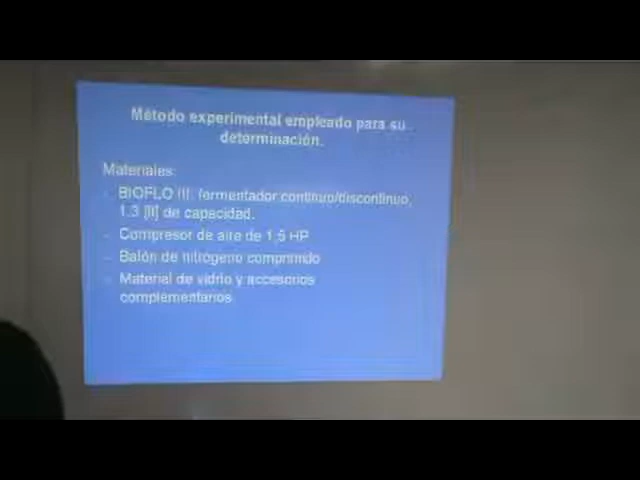 Método experimental empleado para su
determinación.
Materiales:
- BIOFLO III, fermentador continuo/discontinuo,
1.3 [lt] de capacidad.
- Compresor de aire de 1,5 HP
- Balón de nitrógeno comprimido
- Material de vidrio y accesorios
complementarios